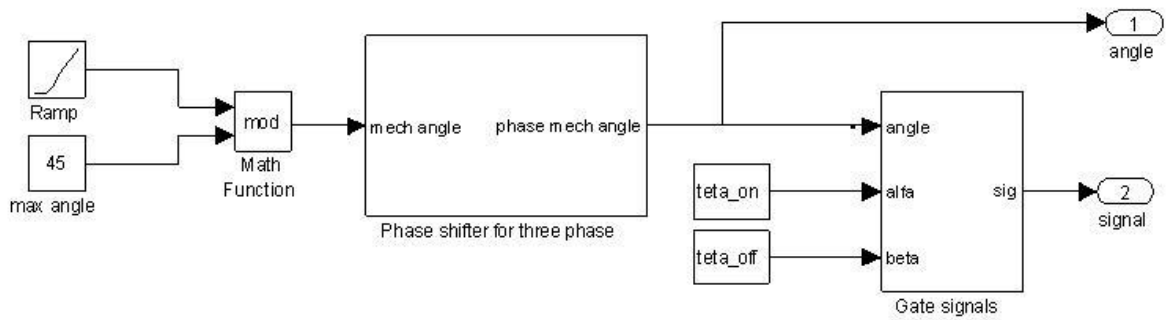 Ramp
45
max angle
mod
Math
Function
mech angle
phase mech angle
Phase shifter for three phase
teta_on
teta_off
angle
alfa
beta
sig
Gate signals
1
angle
2
signal